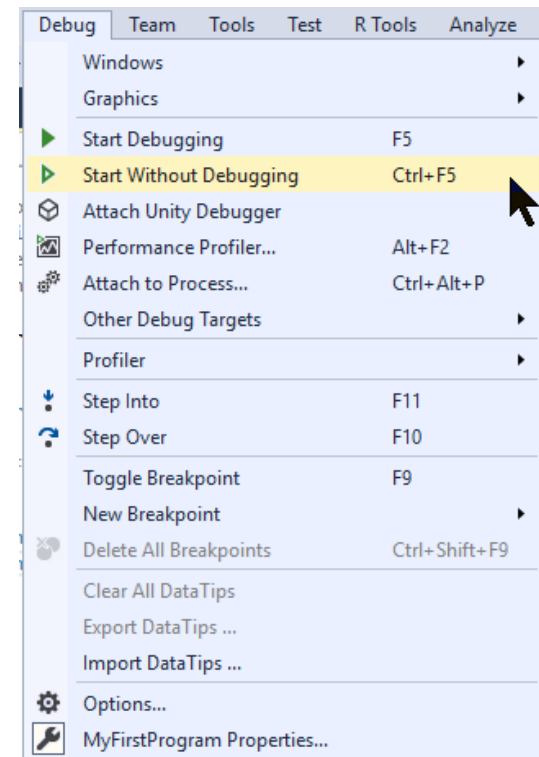 Debug Team Tools Test R Tools Analyze
Windows
Graphics
Start Debugging F5
Start Without Debugging Ctrl+F5
Attach Unity Debugger
Performance Profiler... Alt+F2
Attach to Process... Ctrl+Alt+P
Other Debug Targets
Profiler
Step Into F11
Step Over F10
Toggle Breakpoint F9
New Breakpoint
Delete All Breakpoints Ctrl+Shift+F9
Clear All DataTips
Export DataTips ...
Import DataTips ...
Options...
MyFirstProgram Properties...